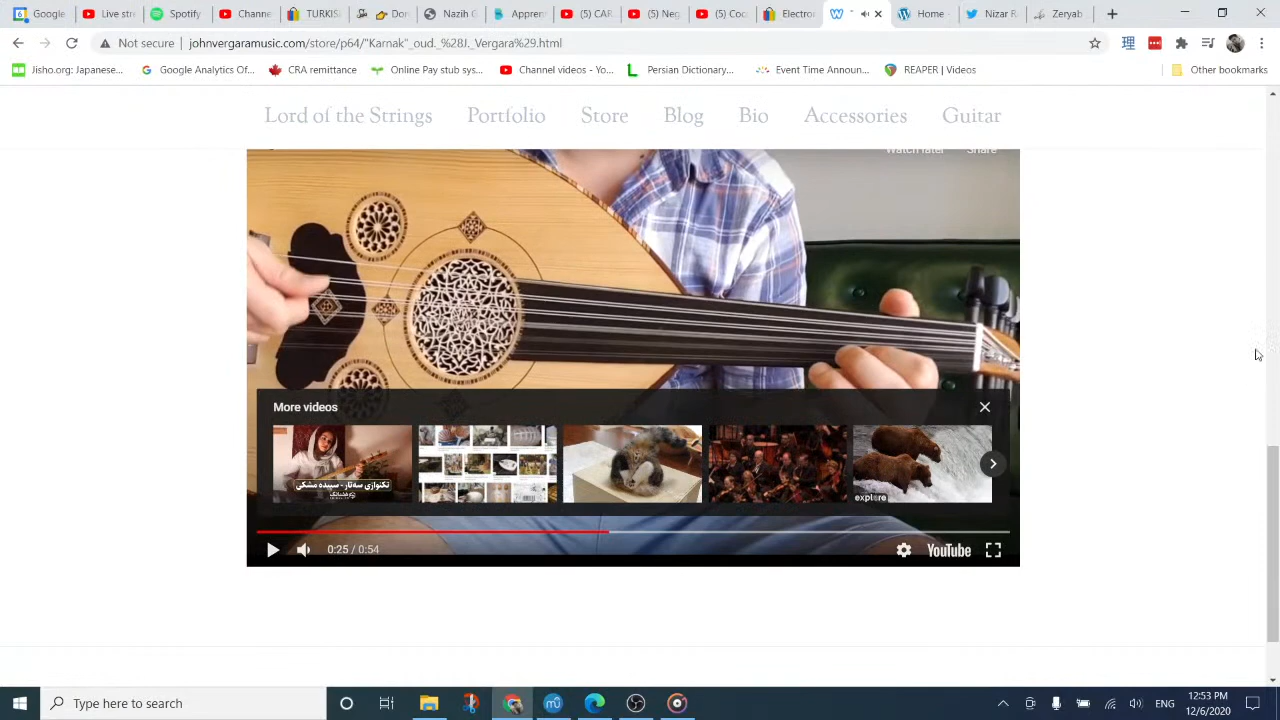 Google
Live
Spotify
Channe
TURKIS
Dor
Nazih G
Appren
(5) CAR
(5) Neg
Ciro Coco
Electro
Home
Nizar R
Zeryab
Not secure
johnvergaramusic.com/store/p64/"Karnak"_oud._%28J._Vergara%29.html
Jisho.org: Japanese...
Google Analytics Of...
CRA remittance
Online Pay stub sys...
Channel videos - Yo...
Persian Dictionary...
Event Time Announ...
REAPER | Videos
Other bookmarks
Lord of the Strings
Portfolio
Store
Blog
Bio
Accessories
Guitar
Watch later
Share
More videos
تکنوازی سه‌تار - سپیده مشکی
explore
0:25 / 0:54
YouTube
Type here to search
ENG
12:53 PM
12/6/2020